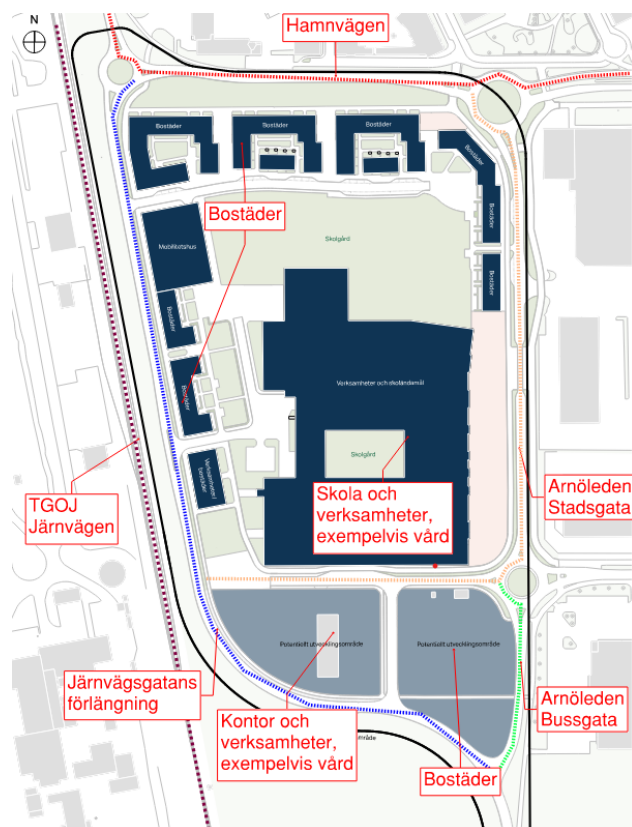 Hamnvägen
N
Bostäder
Bostäder
Bostäder
Bostäder
Bostäder
Mobilitetshus
Skolgård
Bostäder
Bostäder
Verksamheter och skoländamål
Bostäder
Skolgård
Verksamheter/
TGOJ
Järnvägen
Skola och
verksamheter,
exempelvis vård
Arnöleden
Stadsgata
Potentiellt utvecklingsområde
Potentiellt utvecklingsområde
Järnvägsgatans
förlängning
Kontor och
verksamheter,
exempelvis vård
Arnöleden
Bussgata
område
Bostäder